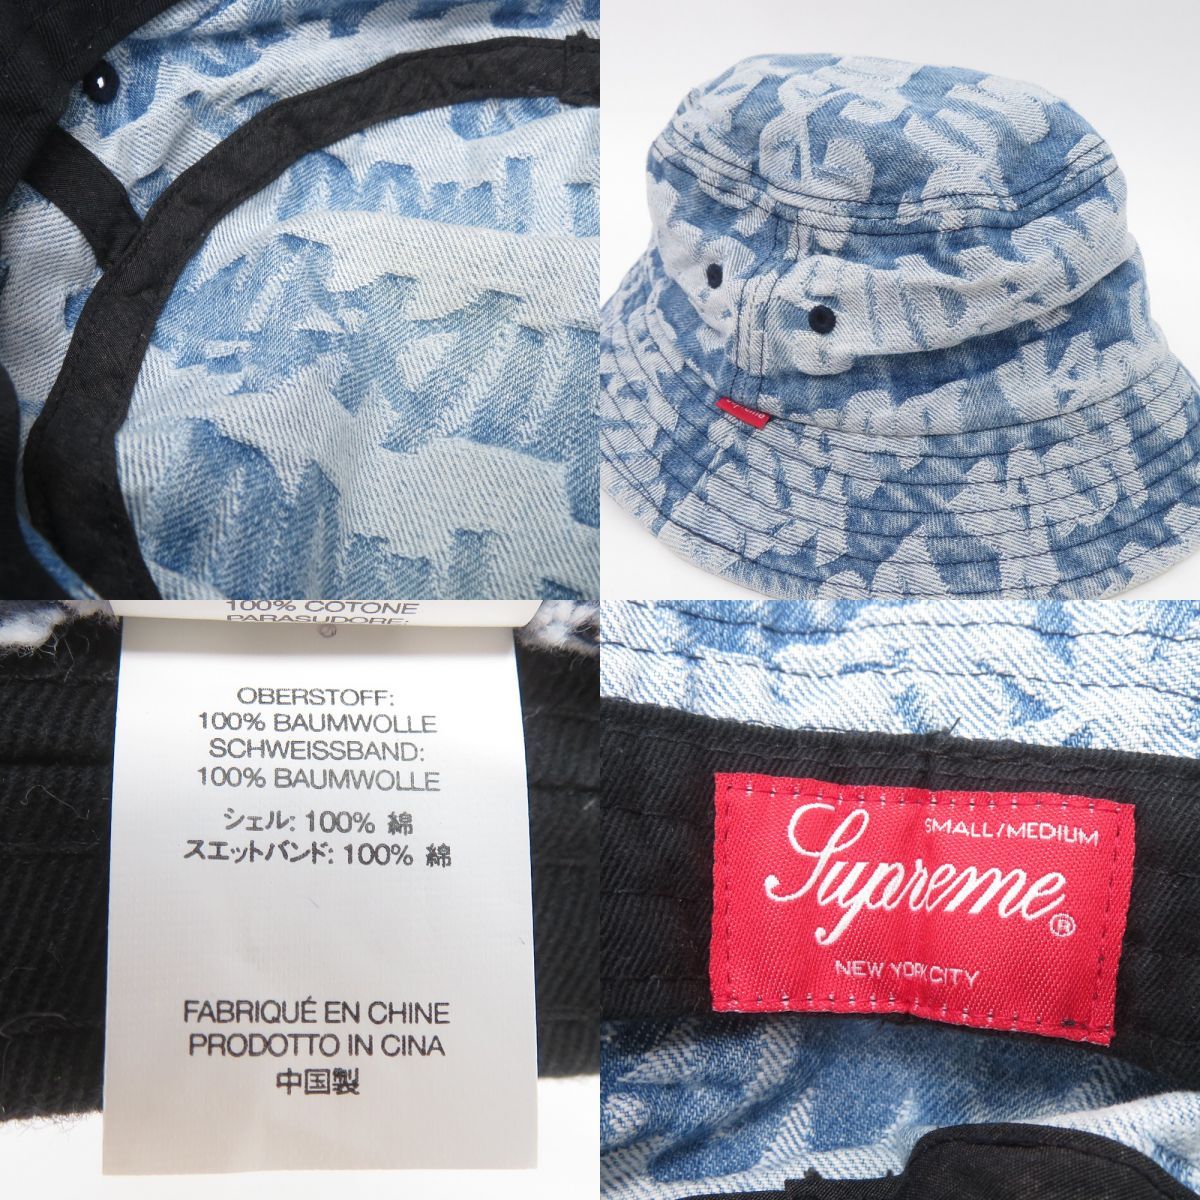 Supreme
100% COTONE
PARASUDORE:
OBERSTOFF:
100% BAUMWOLLE
SCHWEISSBAND:
100% BAUMWOLLE
シェル: 100% 綿
スエットバンド: 100% 綿
FABRIQUÉ EN CHINE
PRODOTTO IN CINA
中国製
SMALL/MEDIUM
Supreme®
NEW YORK CITY